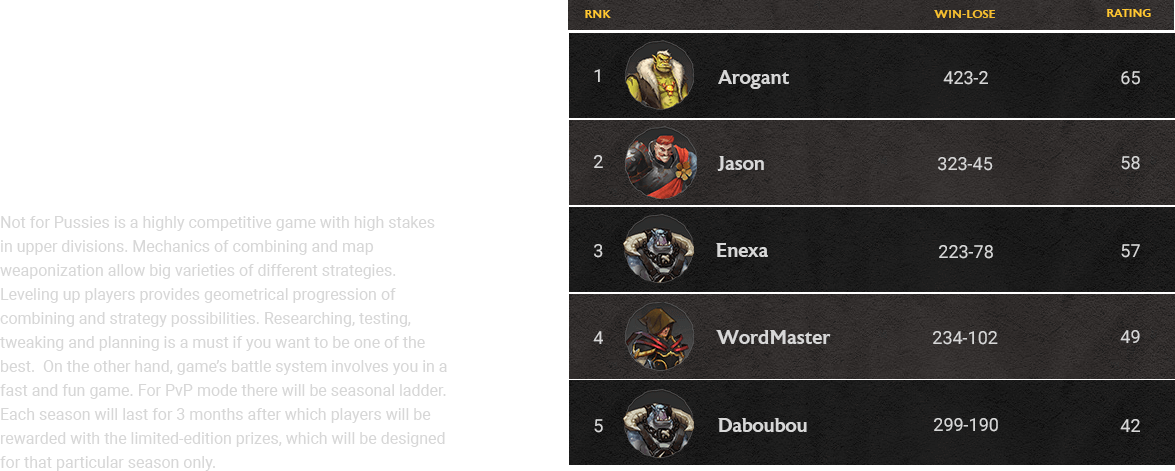 Not for Pussies is a highly competitive game with high stakes
in upper divisions. Mechanics of combining and map
weaponization allow big varieties of different strategies.
Leveling up players provides geometrical progression of
combining and strategy possibilities. Researching, testing,
tweaking and planning is a must if you want to be one of the
best.  On the other hand, game's battle system involves you in a
fast and fun game. For PvP mode there will be seasonal ladder.
Each season will last for 3 months after which players will be
rewarded with the limited-edition prizes, which will be designed
for that particular season only.
RNK WIN-LOSE RATING
1 Arogant 423-2 65
2 Jason 323-45 58
3 Enexa 223-78 57
4 WordMaster 234-102 49
5 Daboubou 299-190 42